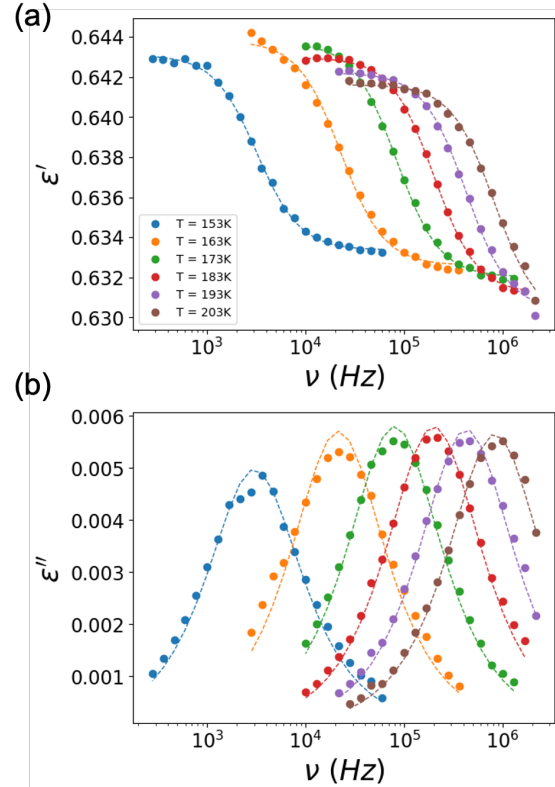 (a)
0.644
0.642
0.640
0.638
0.636
0.634
0.632
0.630
ε′
T = 153K
T = 163K
T = 173K
T = 183K
T = 193K
T = 203K
10³ 10⁴ 10⁵ 10⁶
ν (Hz)
(b)
0.006
0.005
0.004
0.003
0.002
0.001
ε′′
10³ 10⁴ 10⁵ 10⁶
ν (Hz)